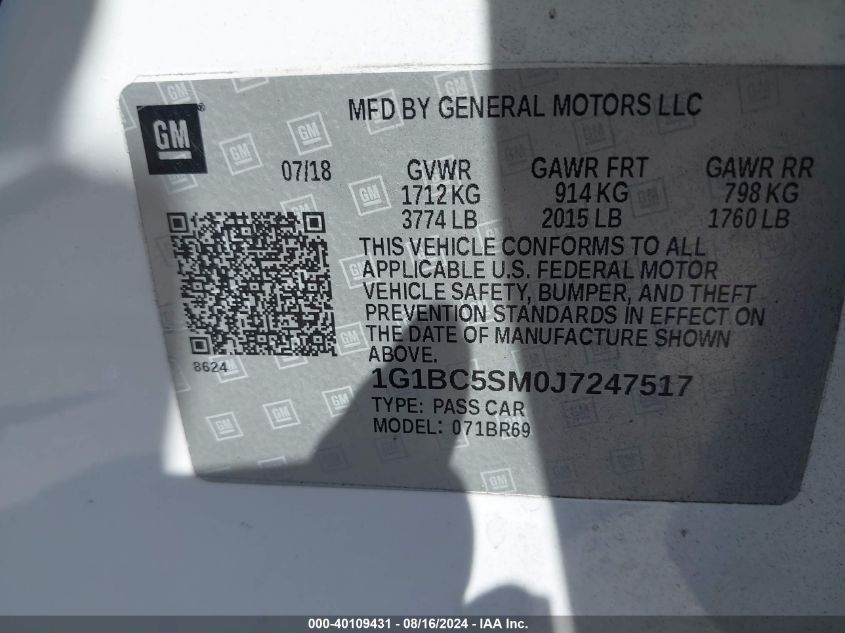 GM
MFD BY GENERAL MOTORS LLC
07/18 GVWR GAWR FRT GAWR RR
1712 KG 914 KG 798 KG
3774 LB 2015 LB 1760 LB
THIS VEHICLE CONFORMS TO ALL
APPLICABLE U.S. FEDERAL MOTOR
VEHICLE SAFETY, BUMPER, AND THEFT
PREVENTION STANDARDS IN EFFECT ON
THE DATE OF MANUFACTURE SHOWN
ABOVE.
8624
1G1BC5SM0J7247517
TYPE: PASS CAR
MODEL: 071BR69
000-40109431 - 08/16/2024 - IAA Inc.